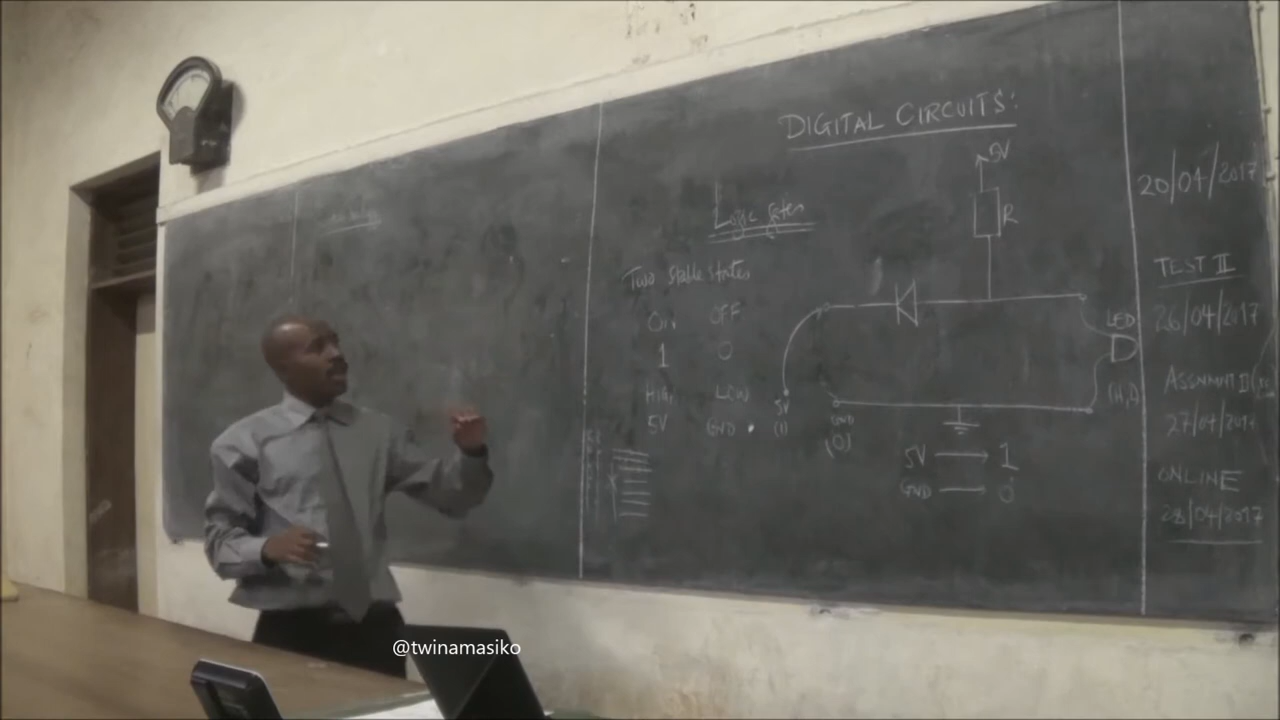 DIGITAL CIRCUITS:
Logic Gates
Two Stable States
ON OFF
1 0
HIGH LOW
5V GND
5V
R
5V
(1)
GND
(0)
LED
5V → 1
GND → 0
20/04/2017
TEST II
26/04/2017
ASSNMNT II
27/04/201
ONLINE
28/04/2017
@twinamasiko